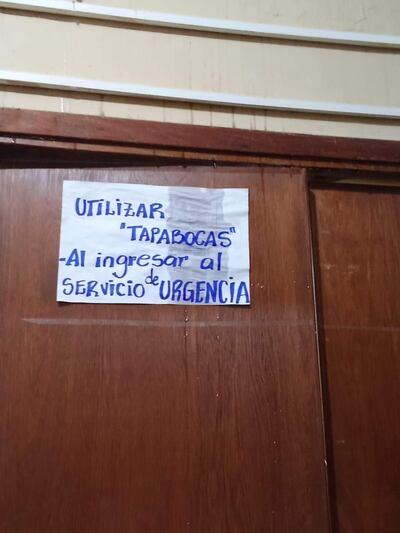 UTILIZAR
"TAPABOCAS"
-Al ingresar al
SERVICIO de URGENCIA